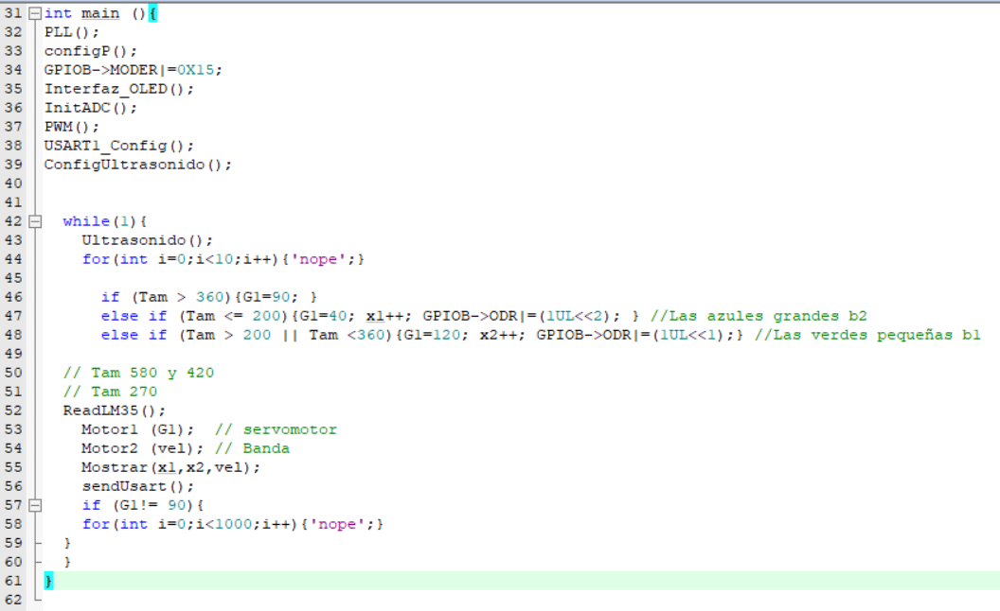 31 int main (){
32 PLL();
33 configP();
34 GPIOB->MODER|=0X15;
35 Interfaz_OLED();
36 InitADC();
37 PWM();
38 USART1_Config();
39 ConfigUltrasonido();
40
41
42 while(1){
43 Ultrasonido();
44 for(int i=0;i<10;i++){'nope';}
45
46 if (Tam > 360){G1=90; }
47 else if (Tam <= 200){G1=40; x1++; GPIOB->ODR|=(1UL<<2); } //Las azules grandes b2
48 else if (Tam > 200 || Tam <360){G1=120; x2++; GPIOB->ODR|=(1UL<<1);} //Las verdes pequeñas b1
49
50 // Tam 580 y 420
51 // Tam 270
52 ReadLM35();
53 Motor1 (G1); // servomotor
54 Motor2 (vel); // Banda
55 Mostrar(x1,x2,vel);
56 sendUsart();
57 if (G1!= 90){
58 for(int i=0;i<1000;i++){'nope';}
59 }
60 }
61 }
62